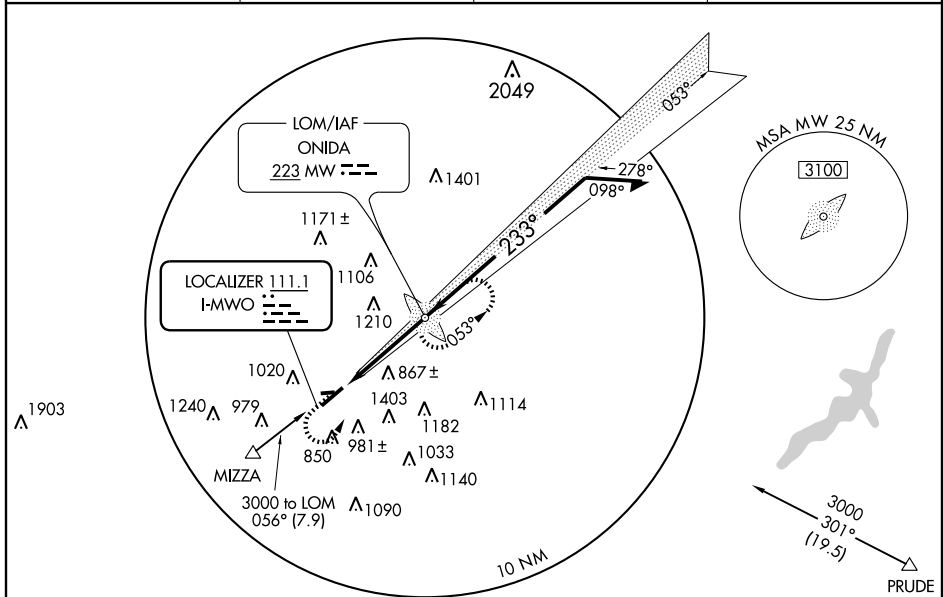 2049
LOM/IAF
ONIDA
223 MW
053°
MSA MW 25 NM
3100
278°
098°
1401
1171±
233°
1106
LOCALIZER 111.1
I-MWO
1210
053°
1020
867±
1903
1240
979
1403
1114
1182
850
981±
1033
MIZZA
1140
3000 to LOM
056° (7.9)
1090
10 NM
3000
301°
(19.5)
PRUDE